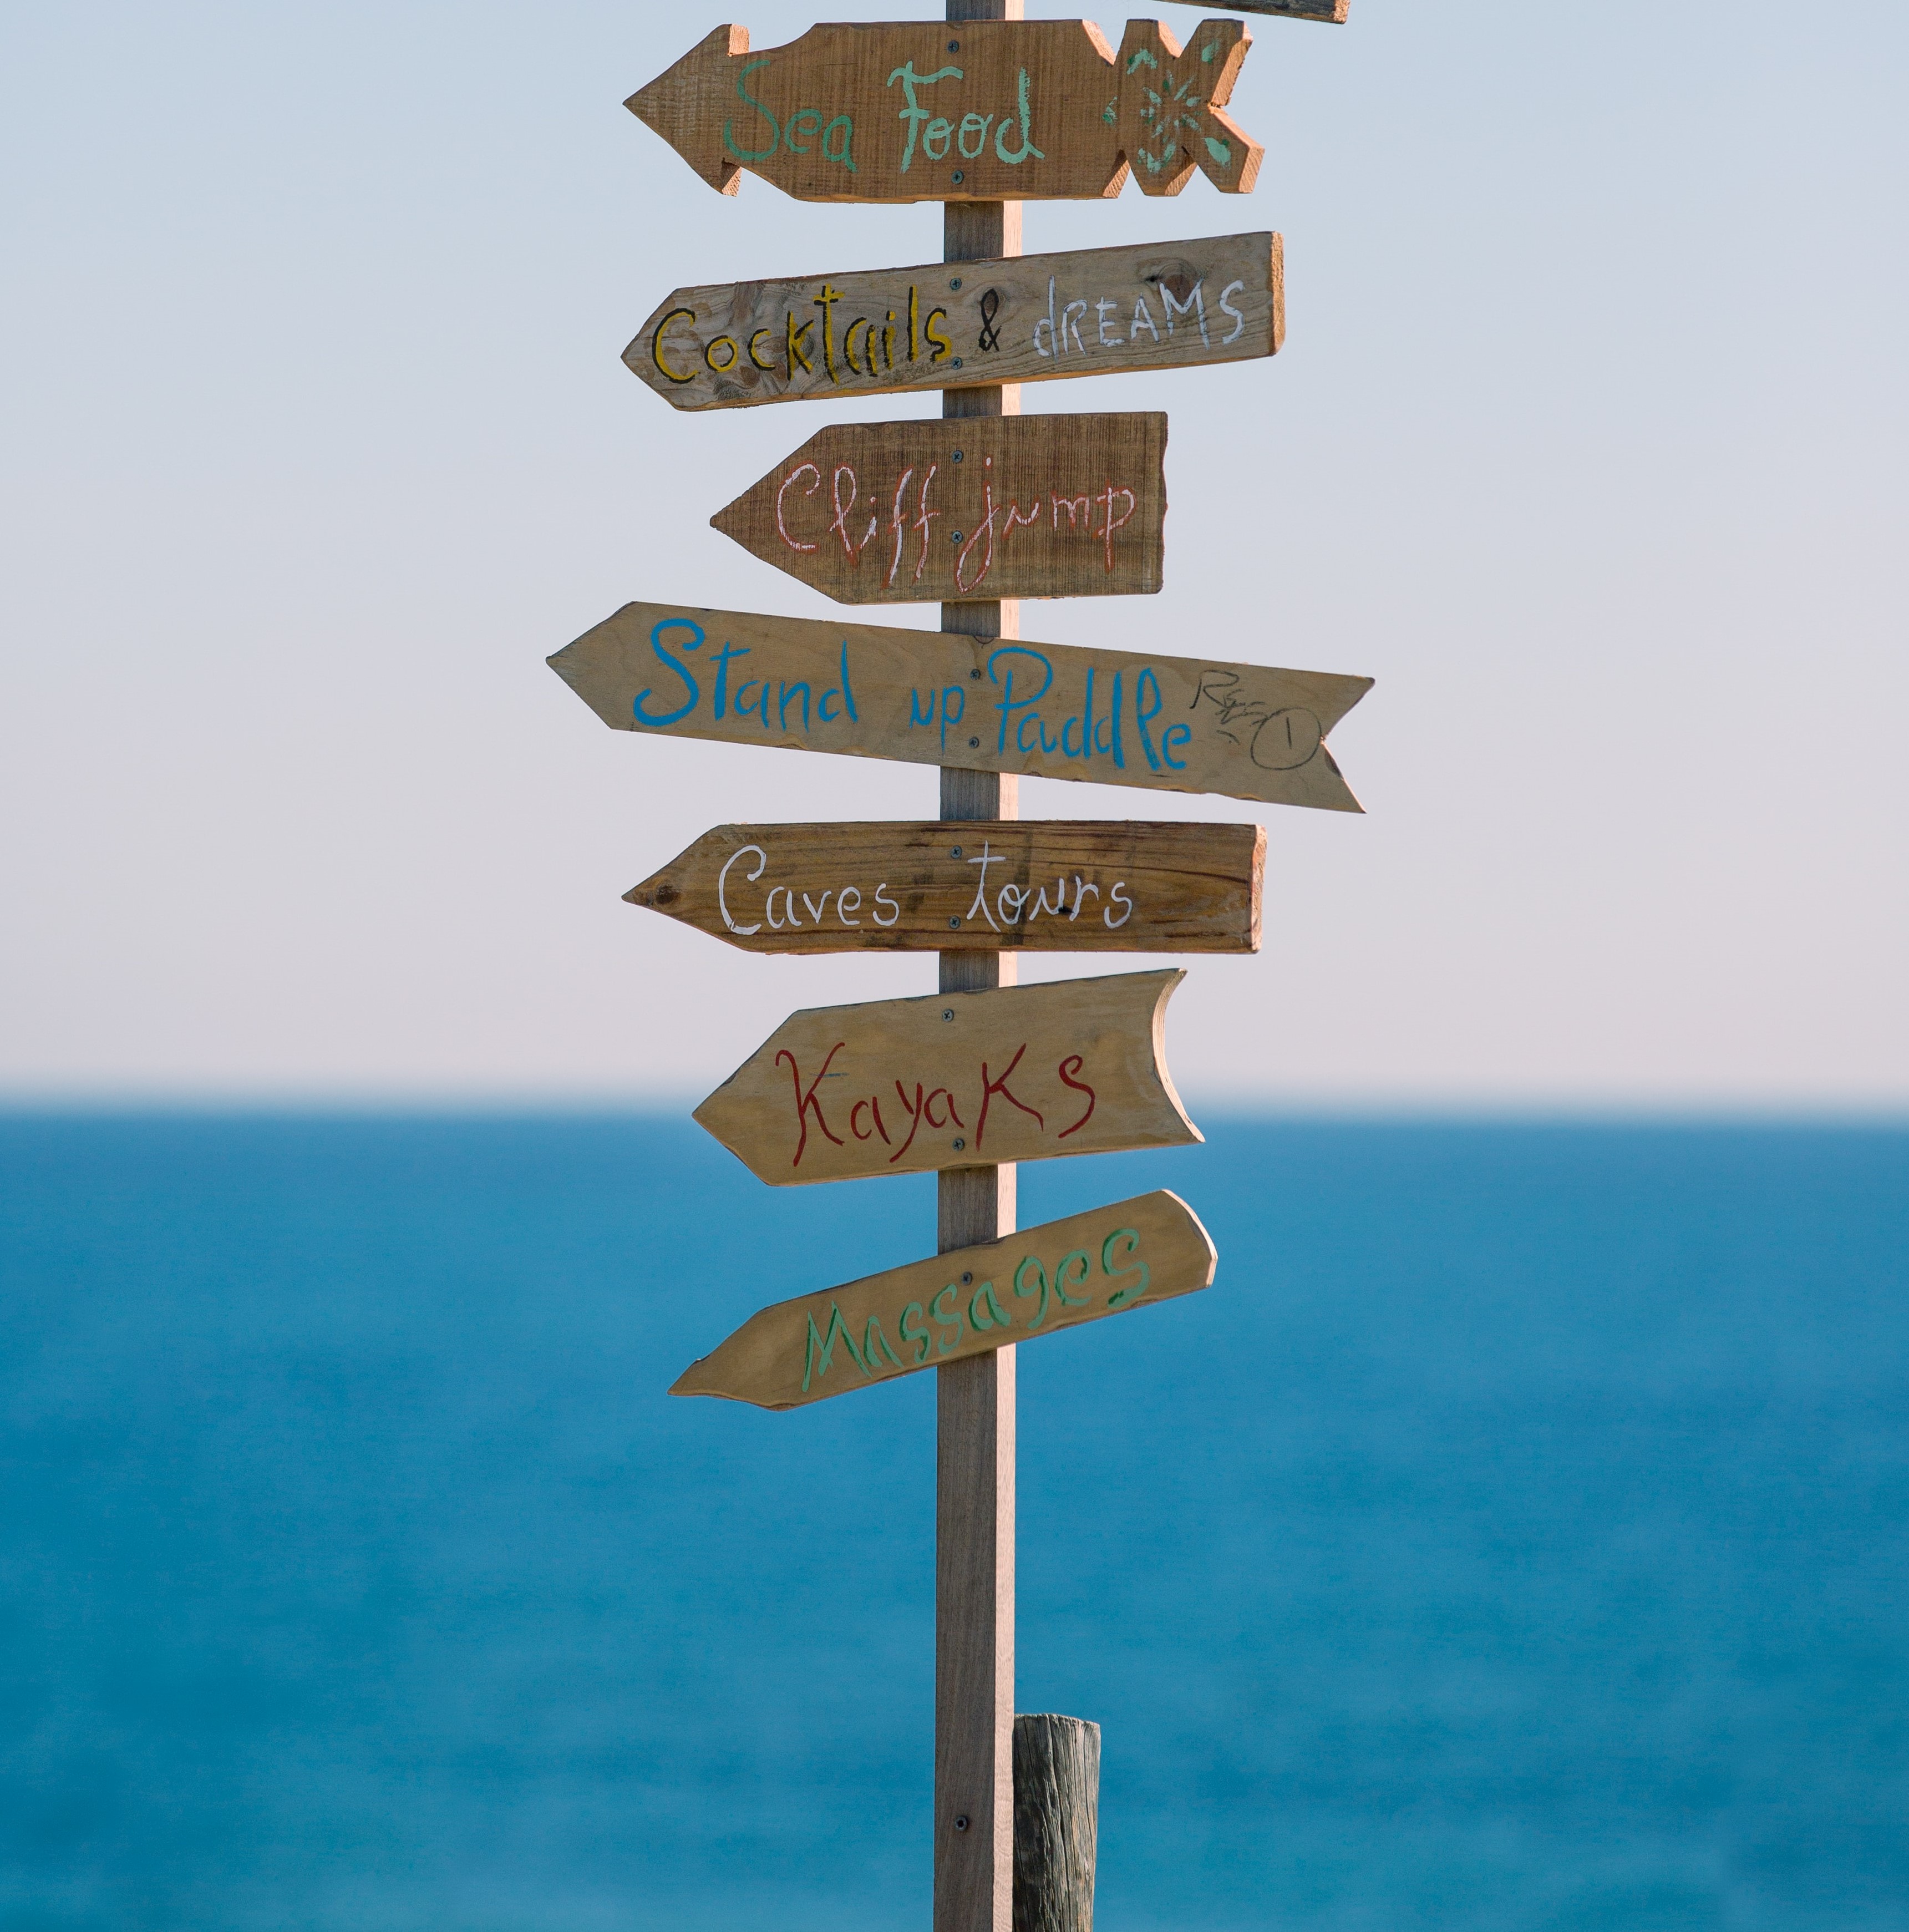 Sea Food
Cocktails & dREAMS
Cliff jump
Stand up Paddle
Caves tours
KayaKs
Massages